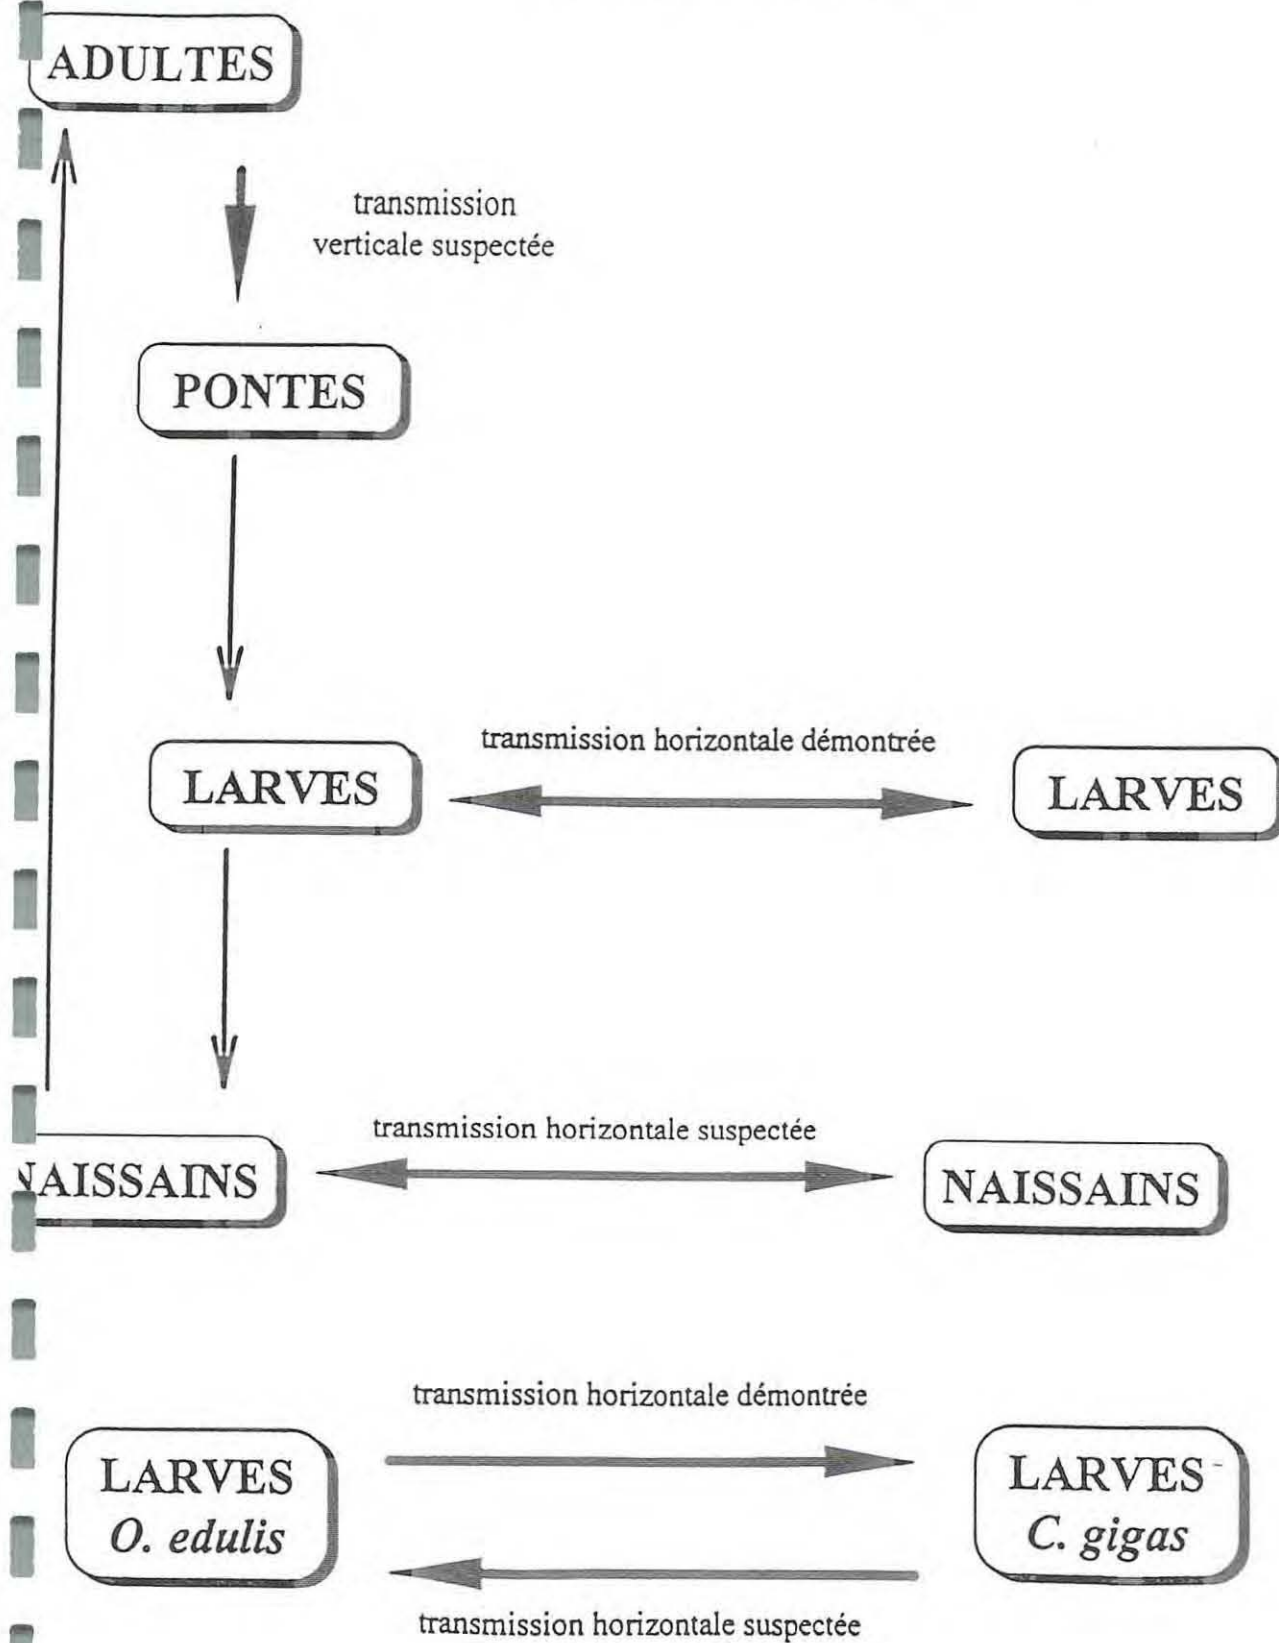 ADULTES
transmission
verticale suspectée
PONTES
transmission horizontale démontrée
LARVES
LARVES
transmission horizontale suspectée
NAISSAINS
NAISSAINS
transmission horizontale démontrée
LARVES
O. edulis
LARVES
C. gigas
transmission horizontale suspectée